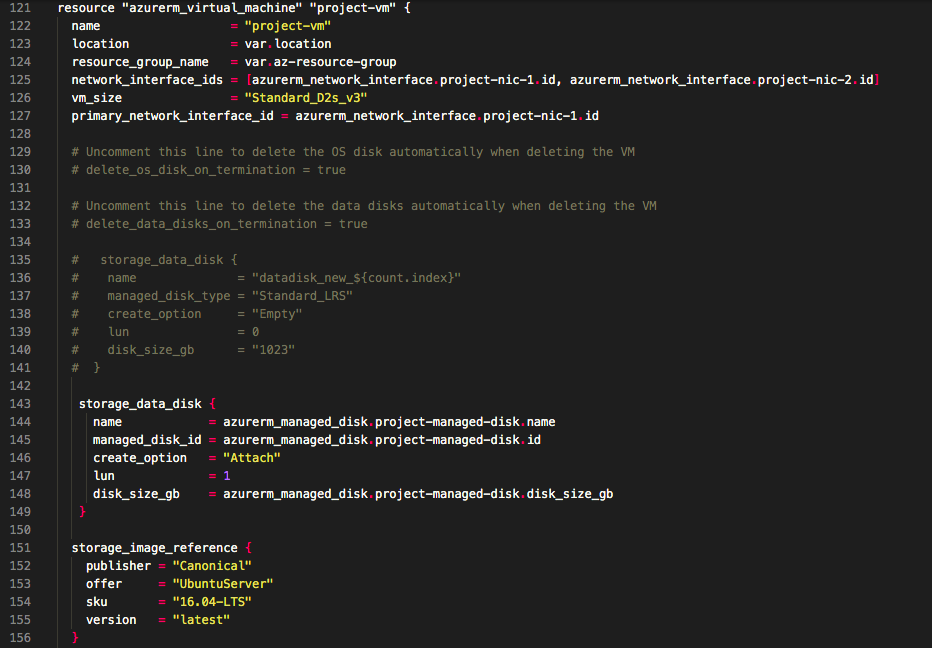 121 resource "azurerm_virtual_machine" "project-vm" {
122   name                  = "project-vm"
123   location              = var.location
124   resource_group_name   = var.az-resource-group
125   network_interface_ids = [azurerm_network_interface.project-nic-1.id, azurerm_network_interface.project-nic-2.id]
126   vm_size               = "Standard_D2s_v3"
127   primary_network_interface_id = azurerm_network_interface.project-nic-1.id
128
129   # Uncomment this line to delete the OS disk automatically when deleting the VM
130   # delete_os_disk_on_termination = true
131
132   # Uncomment this line to delete the data disks automatically when deleting the VM
133   # delete_data_disks_on_termination = true
134
135   #   storage_data_disk {
136   #    name              = "datadisk_new_${count.index}"
137   #    managed_disk_type = "Standard_LRS"
138   #    create_option     = "Empty"
139   #    lun               = 0
140   #    disk_size_gb      = "1023"
141   #  }
142
143    storage_data_disk {
144      name            = azurerm_managed_disk.project-managed-disk.name
145      managed_disk_id = azurerm_managed_disk.project-managed-disk.id
146      create_option   = "Attach"
147      lun             = 1
148      disk_size_gb    = azurerm_managed_disk.project-managed-disk.disk_size_gb
149    }
150
151   storage_image_reference {
152     publisher = "Canonical"
153     offer     = "UbuntuServer"
154     sku       = "16.04-LTS"
155     version   = "latest"
156   }